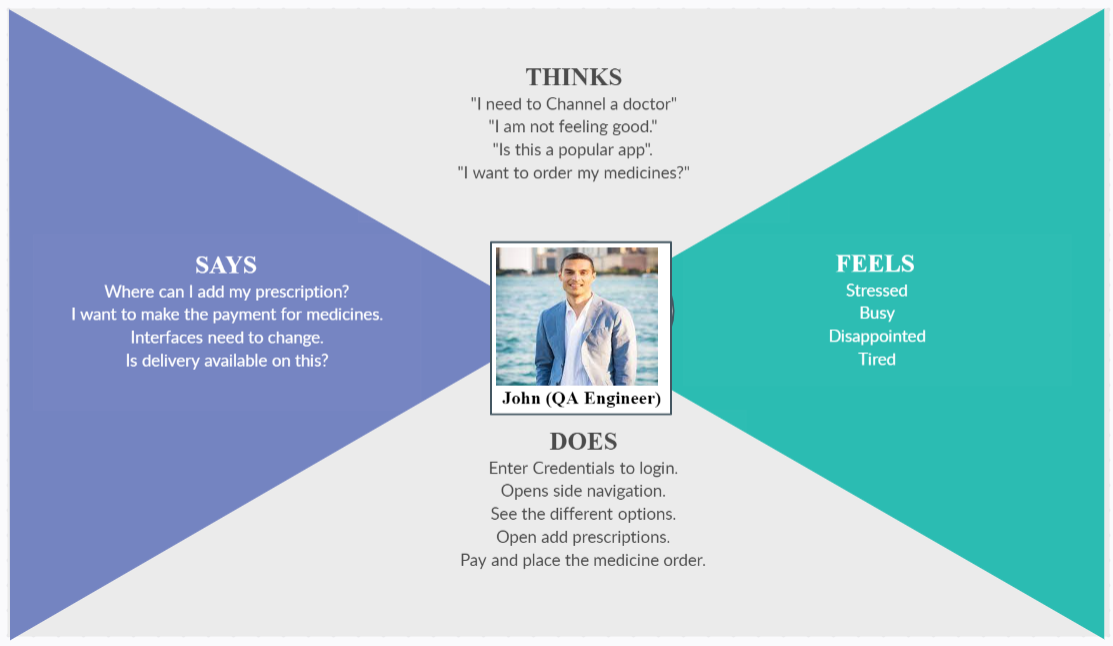 THINKS
"I need to Channel a doctor"
"I am not feeling good."
"Is this a popular app".
"I want to order my medicines?"
SAYS
Where can I add my prescription?
I want to make the payment for medicines.
Interfaces need to change.
Is delivery available on this?
FEELS
Stressed
Busy
Disappointed
Tired
John (QA Engineer)
DOES
Enter Credentials to login.
Opens side navigation.
See the different options.
Open add prescriptions.
Pay and place the medicine order.